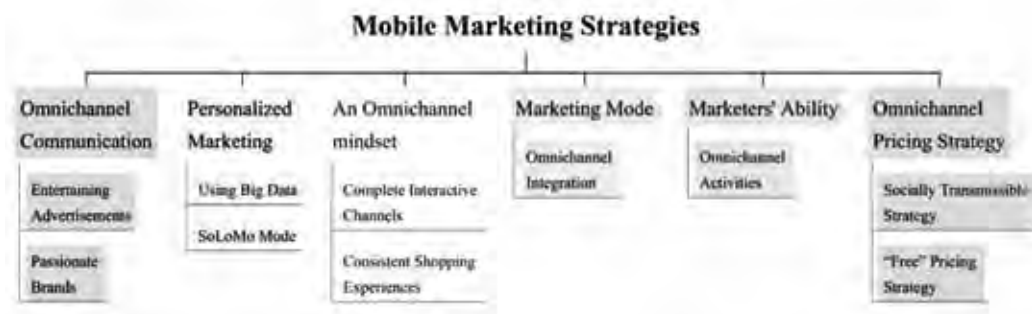 Mobile Marketing Strategies
Omnichannel
Communication
Entertaining
Advertisements
Passionate
Brands
Personalized
Marketing
Using Big Data
SoLoMo Mode
An Omnichannel
mindset
Complete Interactive
Channels
Consistent Shopping
Experiences
Marketing Mode
Omnichannel
Integration
Marketers' Ability
Omnichannel
Activities
Omnichannel
Pricing Strategy
Socially Transmissible
Strategy
"Free" Pricing
Strategy